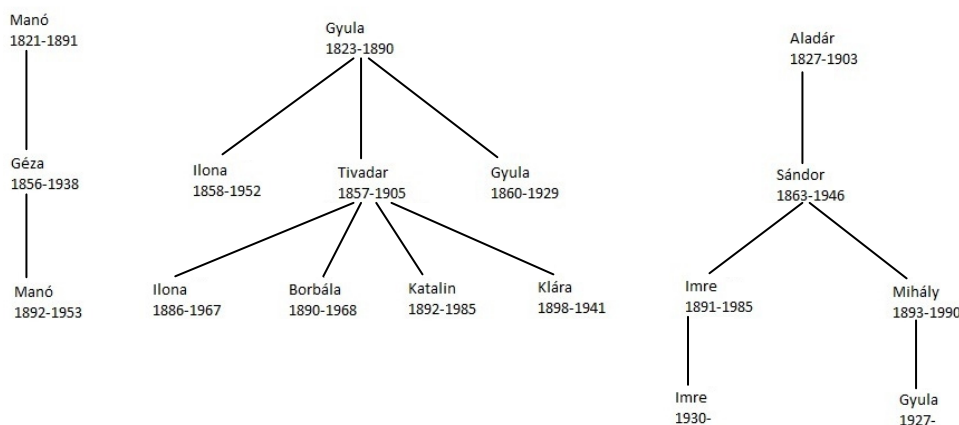 Manó
1821-1891
Gyula
1823-1890
Aladár
1827-1903
Géza
1856-1938
Ilona
1858-1952
Tivadar
1857-1905
Gyula
1860-1929
Sándor
1863-1946
Manó
1892-1953
Ilona
1886-1967
Borbála
1890-1968
Katalin
1892-1985
Klára
1898-1941
Imre
1891-1985
Mihály
1893-1990
Imre
1930-
Gyula
1927-